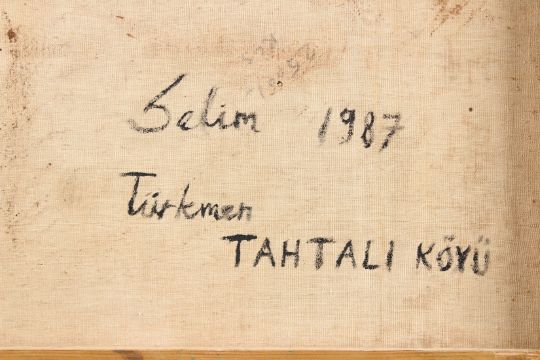 Selim 1987
Türkmen
TAHTALI KÖYÜ